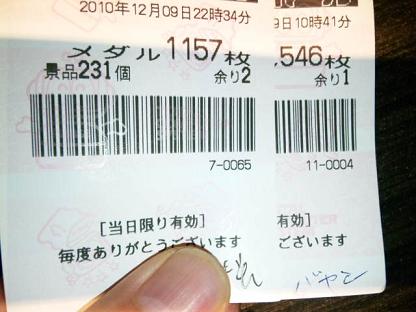 2010年12月09日22時34分
メダル1157枚
景品231個
余り2
7-0065
[当日限り有効]
毎度ありがとうございます
9日10時41分
546枚
余り1
11-0004
有効]
ございます
バヤシ